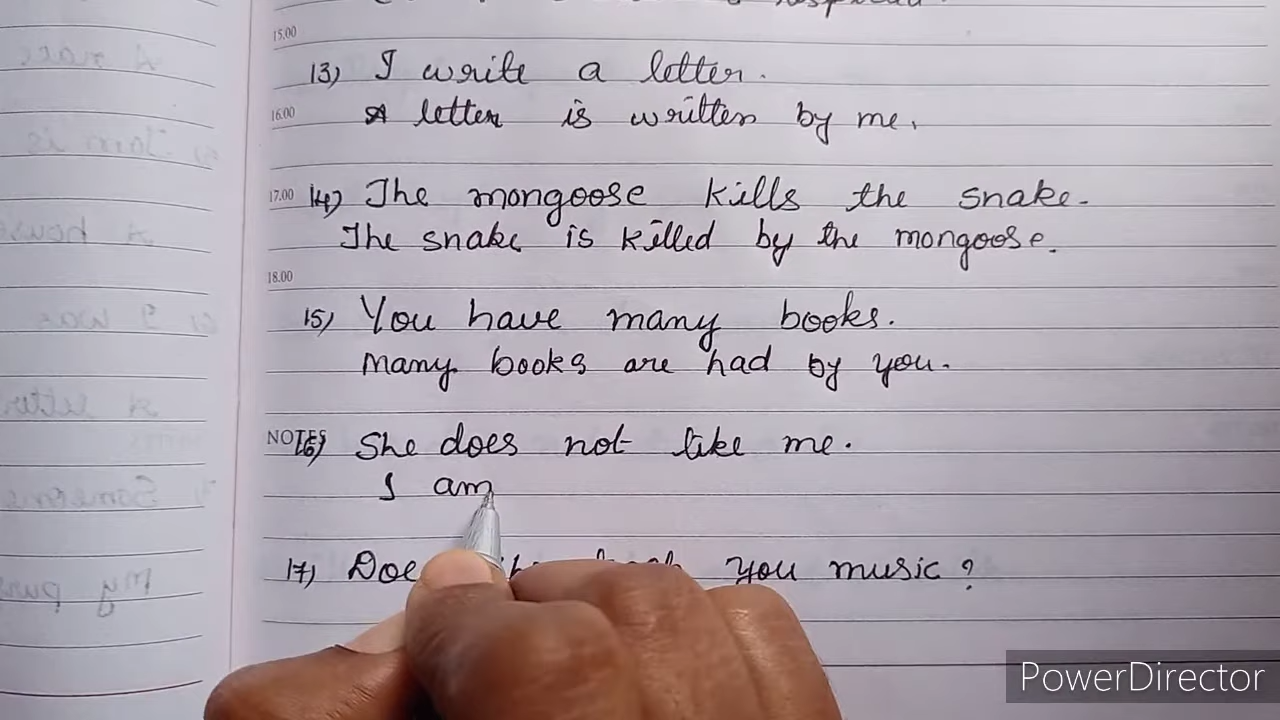 15.00
13) I write a letter.
16.00 A letter is written by me.
17.00 14) The mongoose kills the snake.
The snake is killed by the mongoose.
18.00
15) You have many books.
Many books are had by you.
NOTES 16) She does not like me.
I am
17) you music ?
PowerDirector